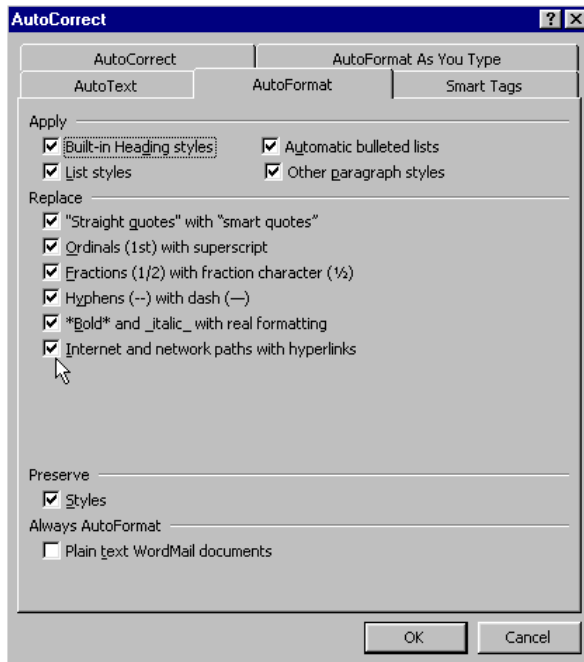 AutoCorrect
AutoCorrect AutoFormat As You Type
AutoText AutoFormat Smart Tags
Apply
Built-in Heading styles Automatic bulleted lists
List styles Other paragraph styles
Replace
"Straight quotes" with “smart quotes”
Ordinals (1st) with superscript
Fractions (1/2) with fraction character (½)
Hyphens (--) with dash (—)
*Bold* and _italic_ with real formatting
Internet and network paths with hyperlinks
Preserve
Styles
Always AutoFormat
Plain text WordMail documents
OK Cancel